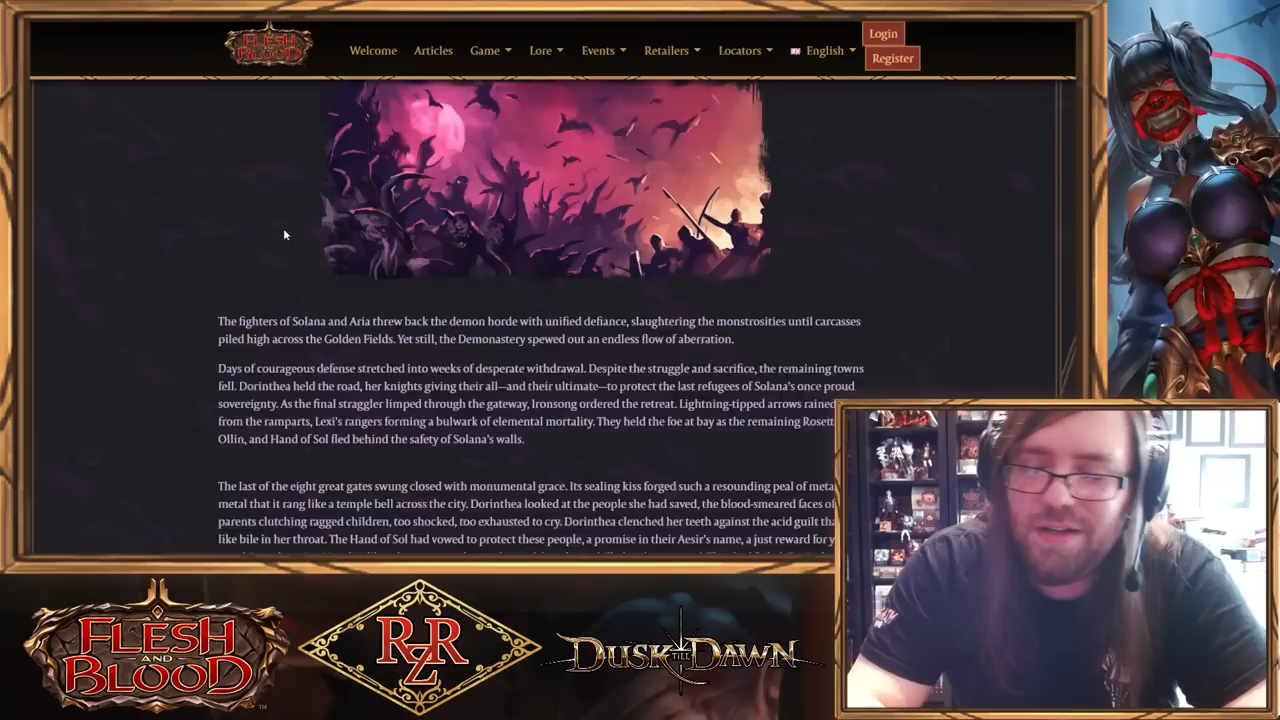 FLESH
AND
BLOOD
Welcome Articles Game Lore Events Retailers Locators English Login
Register
The fighters of Solana and Aria threw back the demon horde with unified defiance, slaughtering the monstrosities until carcasses
piled high across the Golden Fields. Yet still, the Demonastery spewed out an endless flow of aberration.
Days of courageous defense stretched into weeks of desperate withdrawal. Despite the struggle and sacrifice, the remaining towns
fell. Dorinthea held the road, her knights giving their all—and their ultimate—to protect the last refugees of Solana's once proud
sovereignty. As the final straggler limped through the gateway, Ironsong ordered the retreat. Lightning-tipped arrows rained
from the ramparts, Lexi's rangers forming a bulwark of elemental mortality. They held the foe at bay as the remaining
Ollin, and Hand of Sol fled behind the safety of Solana's walls.
The last of the eight great gates swung closed with monumental grace. Its sealing kiss forged such a resounding peal of
metal that it rang like a temple bell across the city. Dorinthea looked at the people she had saved, the blood-smeared faces of
parents clutching ragged children, too shocked, too exhausted to cry. Dorinthea clenched her teeth against the acid guilt
like bile in her throat. The Hand of Sol had vowed to protect these people, a promise in their Aesir's name, a just reward for
FLESH
AND
BLOOD
TM
RZR
DUSK TILL DAWN